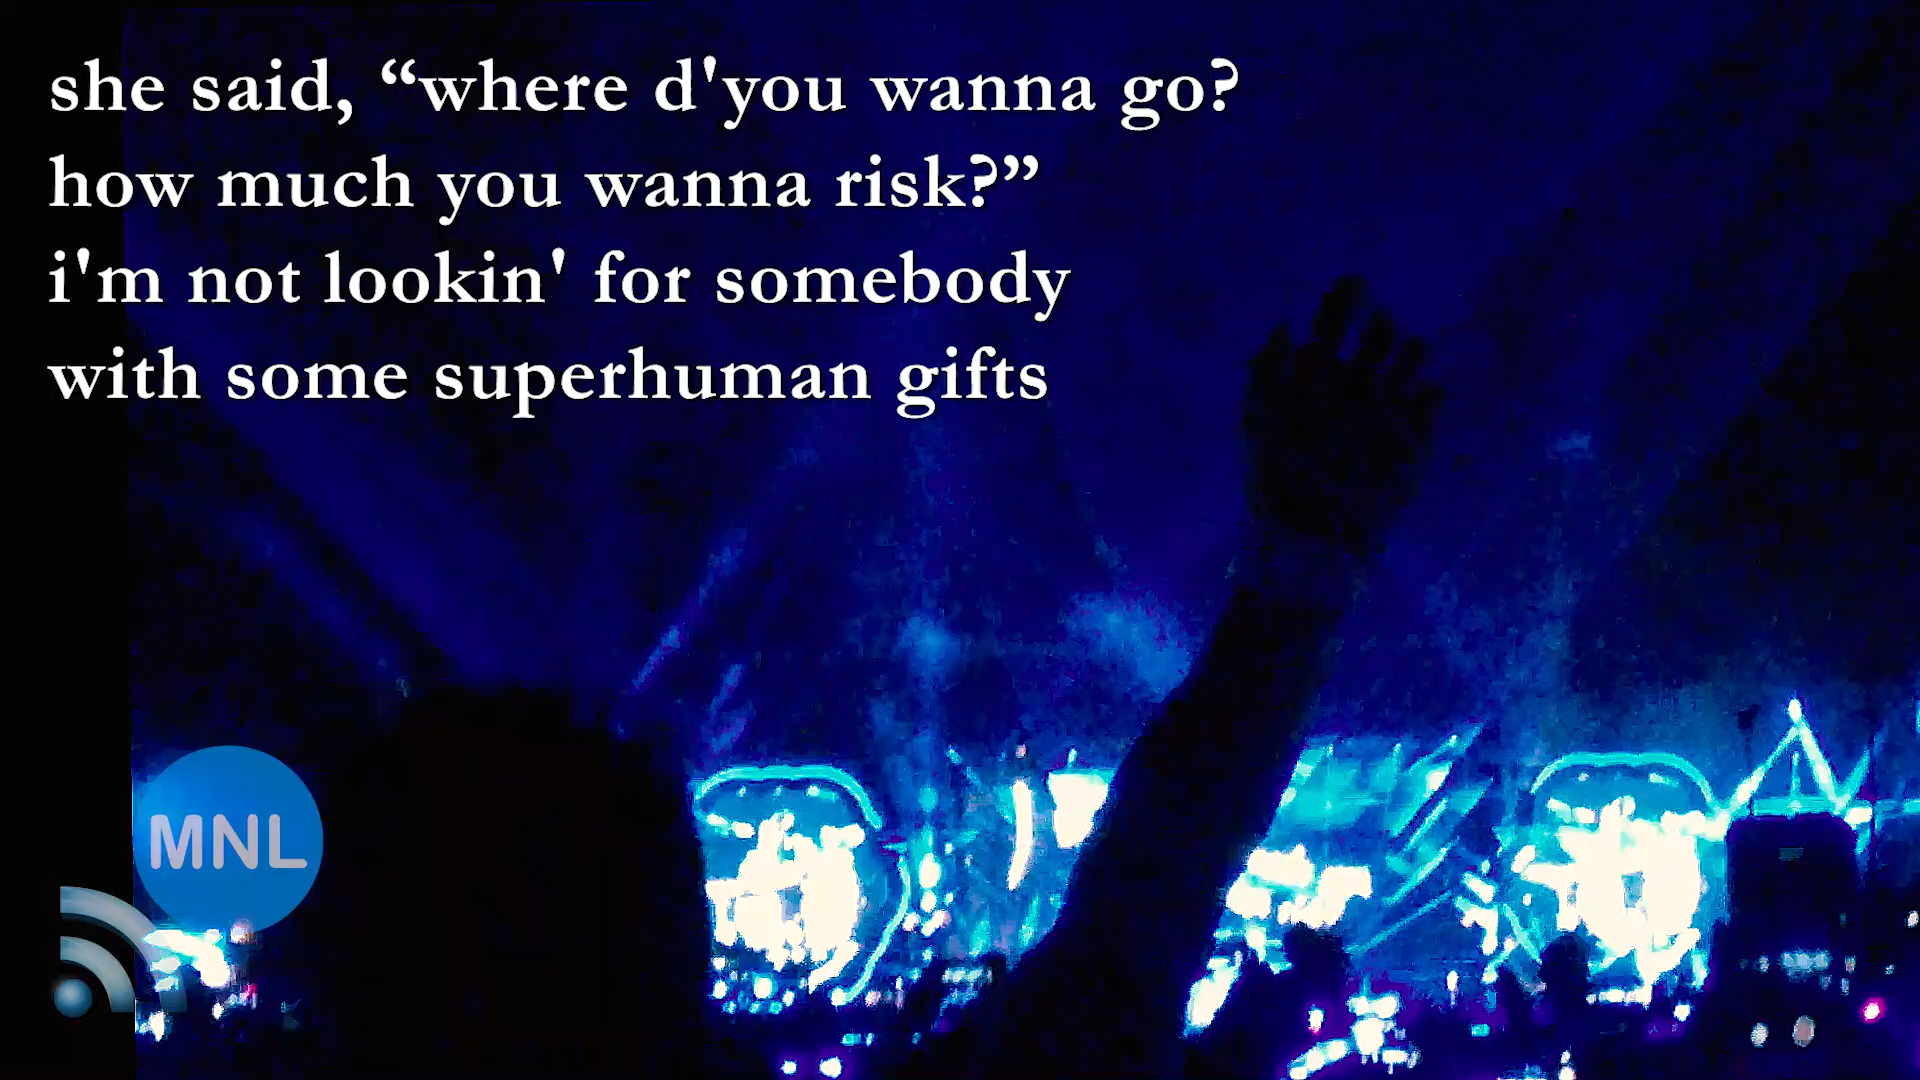 she said, “where d'you wanna go?
how much you wanna risk?”
i'm not lookin' for somebody
with some superhuman gifts
MNL